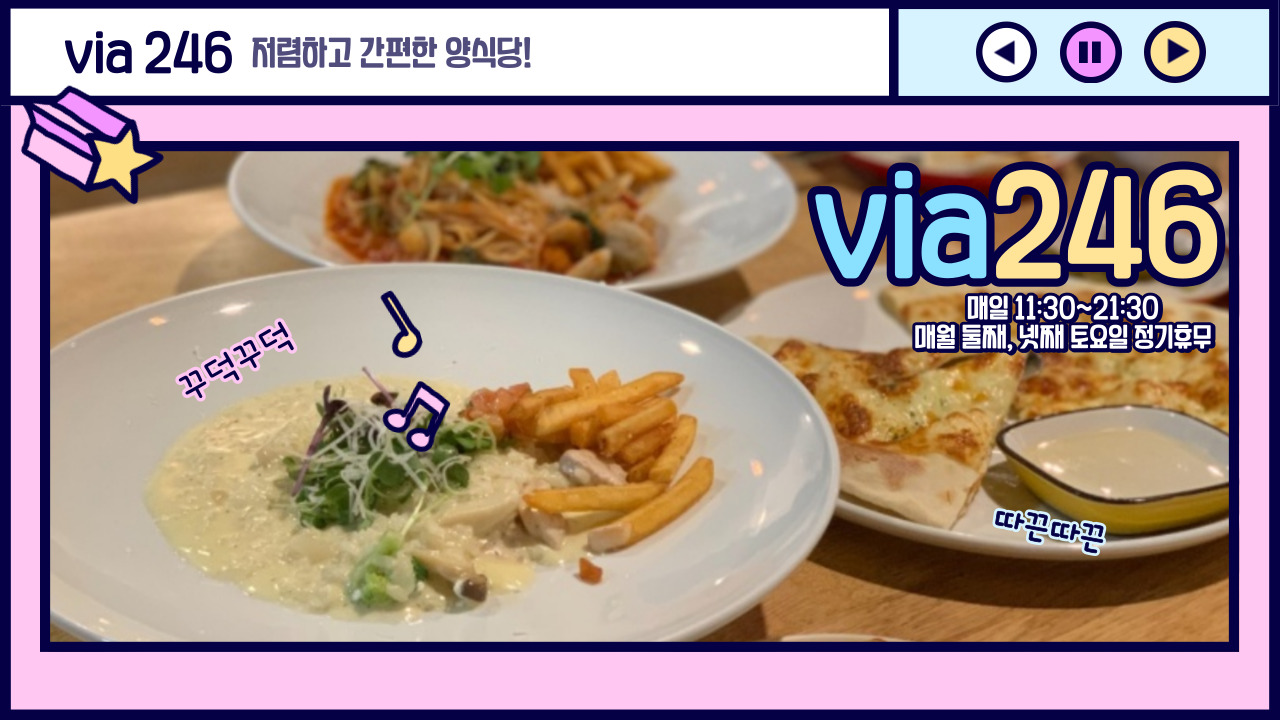 via 246 저렴하고 간편한 양식당!
via246
매일 11:30~21:30
매월 둘째, 넷째 토요일 정기휴무
꾸덕꾸덕
따끈따끈